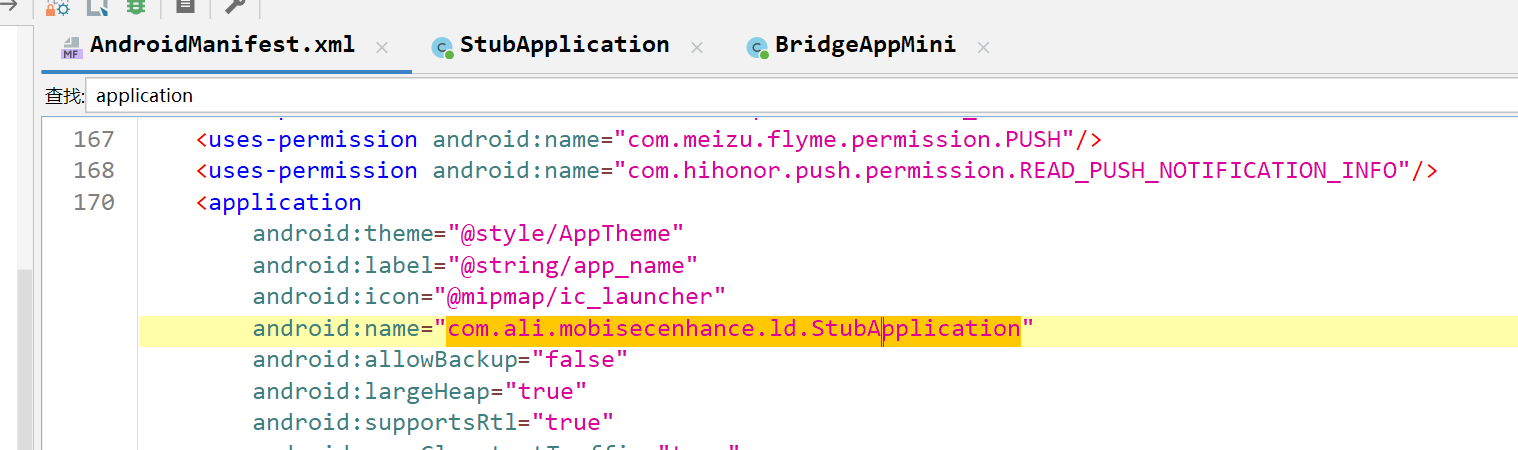 AndroidManifest.xml × StubApplication × BridgeAppMini ×
查找: application
167 <uses-permission android:name="com.meizu.flyme.permission.PUSH"/>
168 <uses-permission android:name="com.hihonor.push.permission.READ_PUSH_NOTIFICATION_INFO"/>
170 <application
android:theme="@style/AppTheme"
android:label="@string/app_name"
android:icon="@mipmap/ic_launcher"
android:name="com.ali.mobisecenhance.ld.StubApplication"
android:allowBackup="false"
android:largeHeap="true"
android:supportsRtl="true"